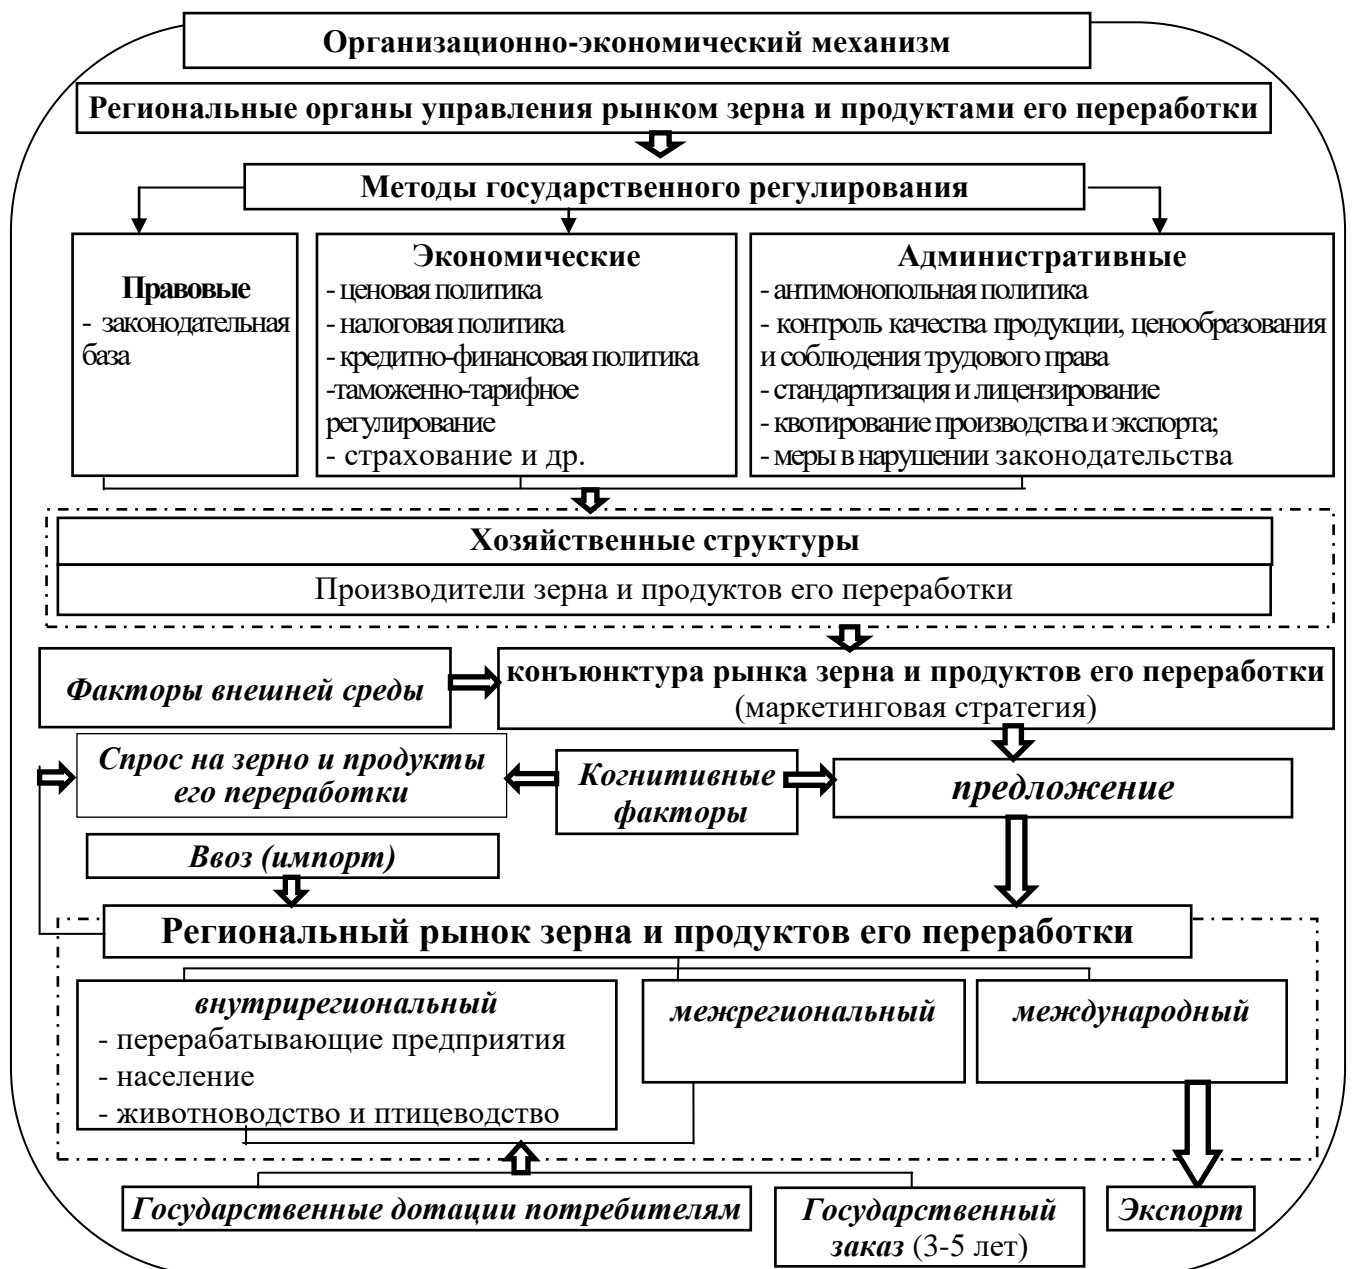 Организационно-экономический механизм
Региональные органы управления рынком зерна и продуктами его переработки
Методы государственного регулирования
Правовые
- законодательная
база
Экономические
- ценовая политика
- налоговая политика
- кредитно-финансовая политика
-таможенно-тарифное
регулирование
- страхование и др.
Административные
- антимонопольная политика
- контроль качества продукции, ценообразования
и соблюдения трудового права
- стандартизация и лицензирование
- квотирование производства и экспорта;
- меры в нарушении законодательства
Хозяйственные структуры
Производители зерна и продуктов его переработки
Факторы внешней среды
конъюнктура рынка зерна и продуктов его переработки
(маркетинговая стратегия)
Спрос на зерно и продукты
его переработки
Когнитивные
факторы
предложение
Ввоз (импорт)
Региональный рынок зерна и продуктов его переработки
внутрирегиональный
- перерабатывающие предприятия
- население
- животноводство и птицеводство
межрегиональный
международный
Государственные дотации потребителям
Государственный
заказ (3-5 лет)
Экспорт